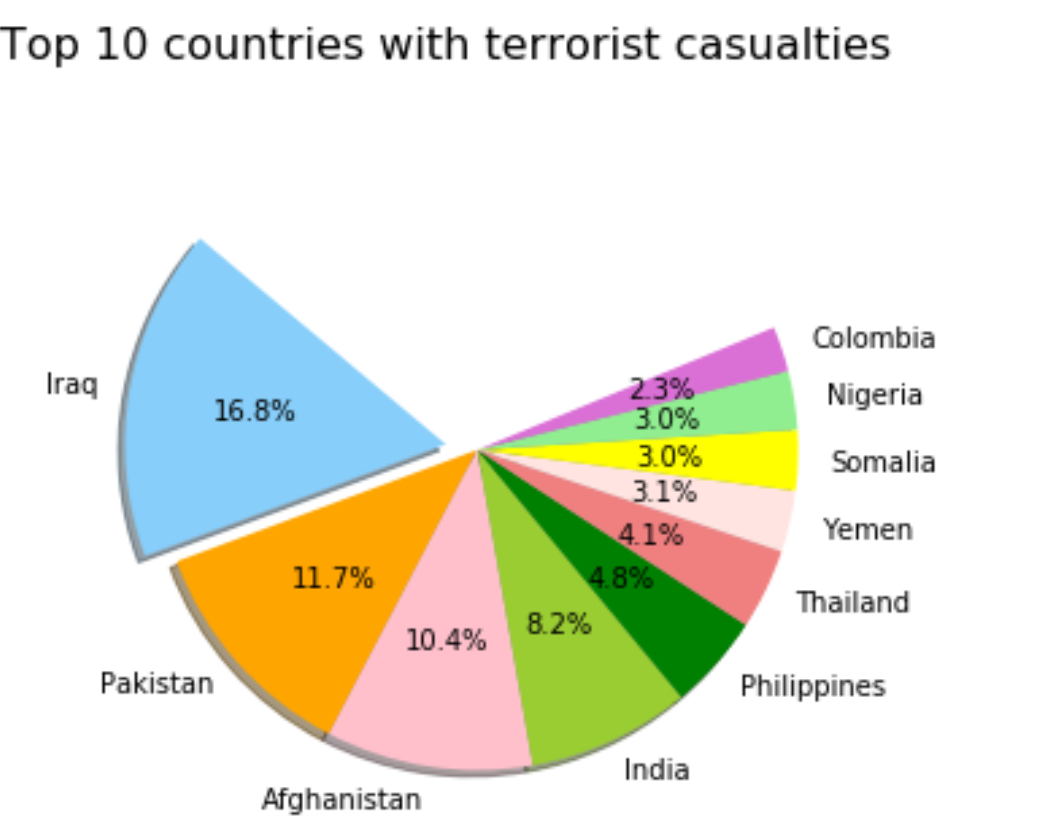 Top 10 countries with terrorist casualties
Colombia
2.3%
Iraq
16.8%
Nigeria
3.0%
Somalia
3.0%
Yemen
3.1%
Thailand
4.1%
Pakistan
11.7%
Philippines
4.8%
India
8.2%
Afghanistan
10.4%